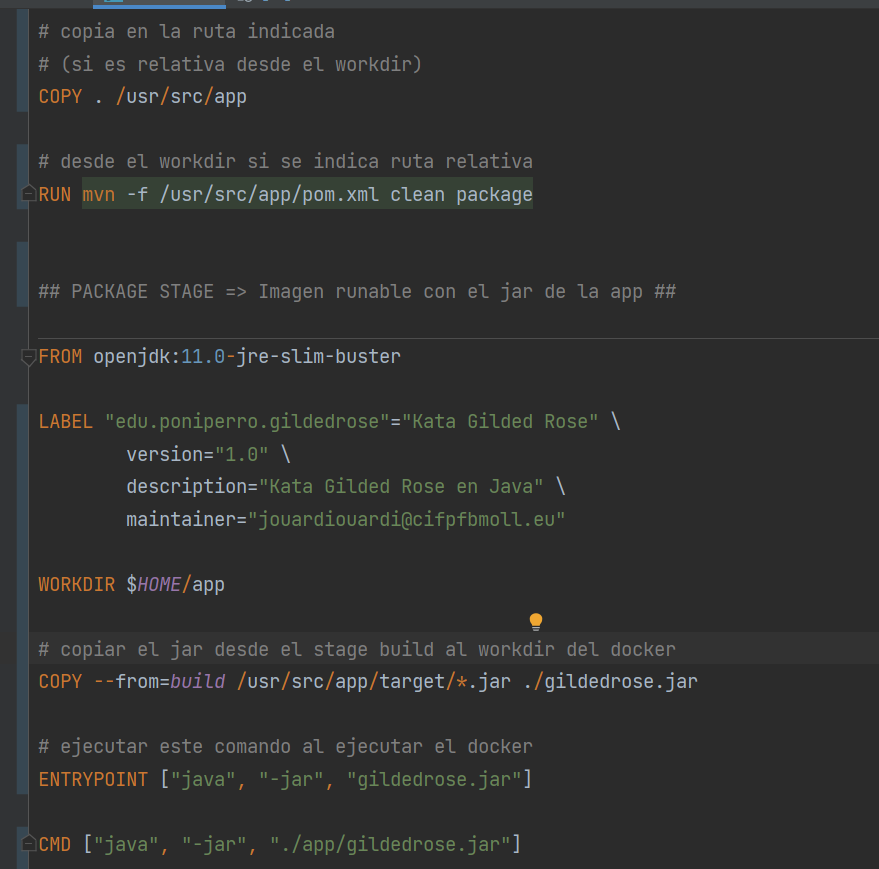 # copia en la ruta indicada
# (si es relativa desde el workdir)
COPY . /usr/src/app
# desde el workdir si se indica ruta relativa
RUN mvn -f /usr/src/app/pom.xml clean package
## PACKAGE STAGE => Imagen runable con el jar de la app ##
FROM openjdk:11.0-jre-slim-buster
LABEL "edu.poniperro.gildedrose"="Kata Gilded Rose" \
version="1.0" \
description="Kata Gilded Rose en Java" \
maintainer="jouardiouardi@cifpfbmoll.eu"
WORKDIR $HOME/app
# copiar el jar desde el stage build al workdir del docker
COPY --from=build /usr/src/app/target/*.jar ./gildedrose.jar
# ejecutar este comando al ejecutar el docker
ENTRYPOINT ["java", "-jar", "gildedrose.jar"]
CMD ["java", "-jar", "./app/gildedrose.jar"]